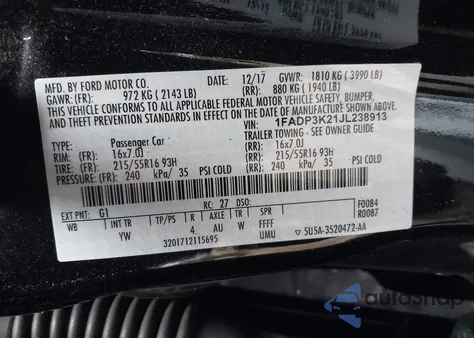 MFD. BY FORD MOTOR CO.
DATE: 12/17 GVWR: 1810 KG ( 3990 LB)
GAWR: (FR) 972 KG ( 2143 LB) (RR) 880 KG ( 1940 LB)
THIS VEHICLE CONFORMS TO ALL APPLICABLE FEDERAL MOTOR VEHICLE SAFETY, BUMPER,
AND THEFT PREVENTION STANDARDS IN EFFECT ON THE DATE OF MANUFACTURE SHOWN ABOVE.
VIN: 1FADP3K21JL238913
TYPE: Passenger Car TRAILER TOWING - SEE OWNERS GUIDE
RIM: (FR) 16x7.0J (RR) 16x7.0J
TIRES: (FR) 215/55R16 93H (RR) 215/55R16 93H
PRESSURE: (FR) 240 kPa/ 35 PSI COLD (RR) 240 kPa/ 35 PSI COLD
EXT PNT: G1 RC: 27 DSO: F0084
WB INT TR TP/PS R AXLE TR SPR R0087
YW 4. AU W FFFF
3201712115695 UMU 5U5A-3520472-AA
autashop